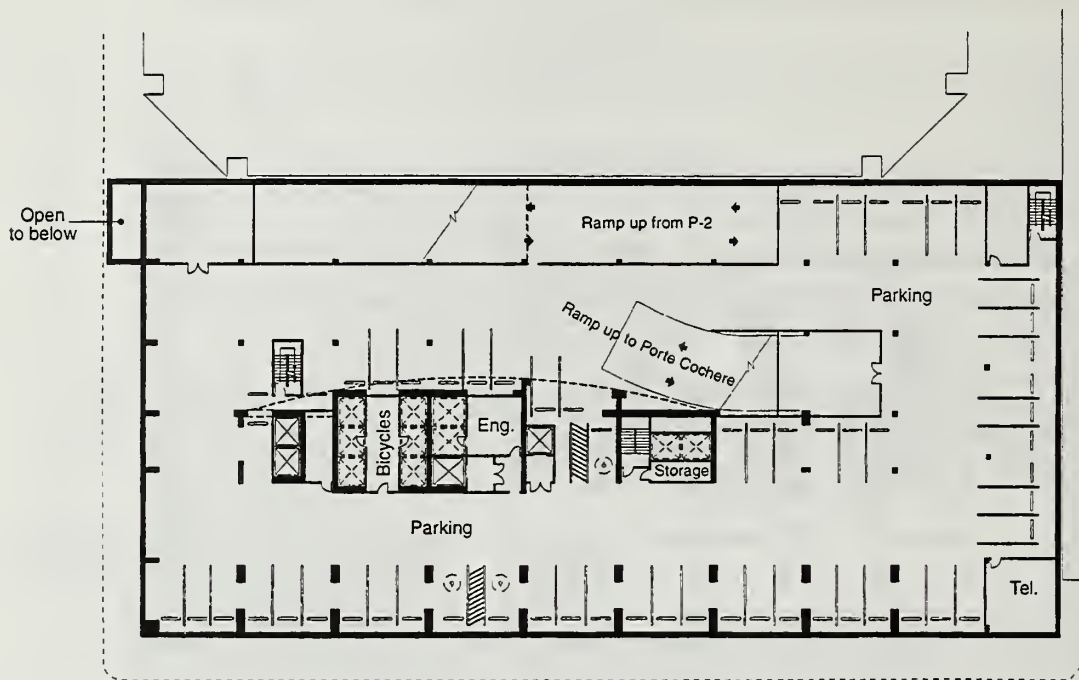 Open
to below
Ramp up from P-2
Parking
Ramp up to Porte Cochere
Bicycles
Eng.
Storage
Parking
Tel.